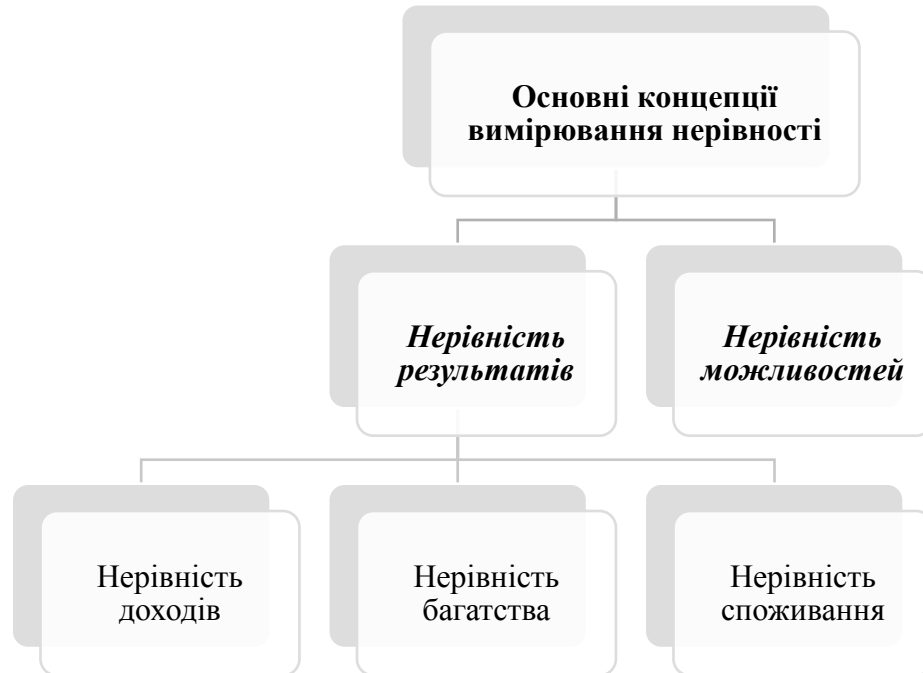 Основні концепції
вимірювання нерівності
Нерівність
результатів
Нерівність
можливостей
Нерівність
доходів
Нерівність
багатства
Нерівність
споживання